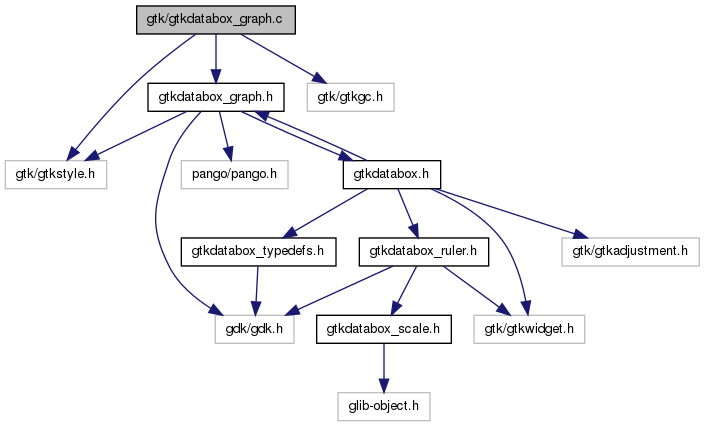 gtk/gtkdatabox_graph.c
gtkdatabox_graph.h
gtk/gtkgc.h
gtk/gtkstyle.h
pango/pango.h
gtkdatabox.h
gtkdatabox_typedefs.h
gtkdatabox_ruler.h
gtk/gtkadjustment.h
gdk/gdk.h
gtkdatabox_scale.h
gtk/gtkwidget.h
glib-object.h